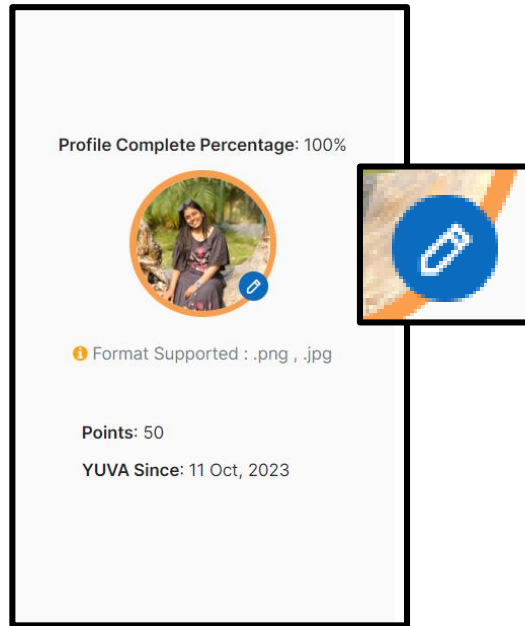 Profile Complete Percentage: 100%
Format Supported : .png , .jpg
Points: 50
YUVA Since: 11 Oct, 2023